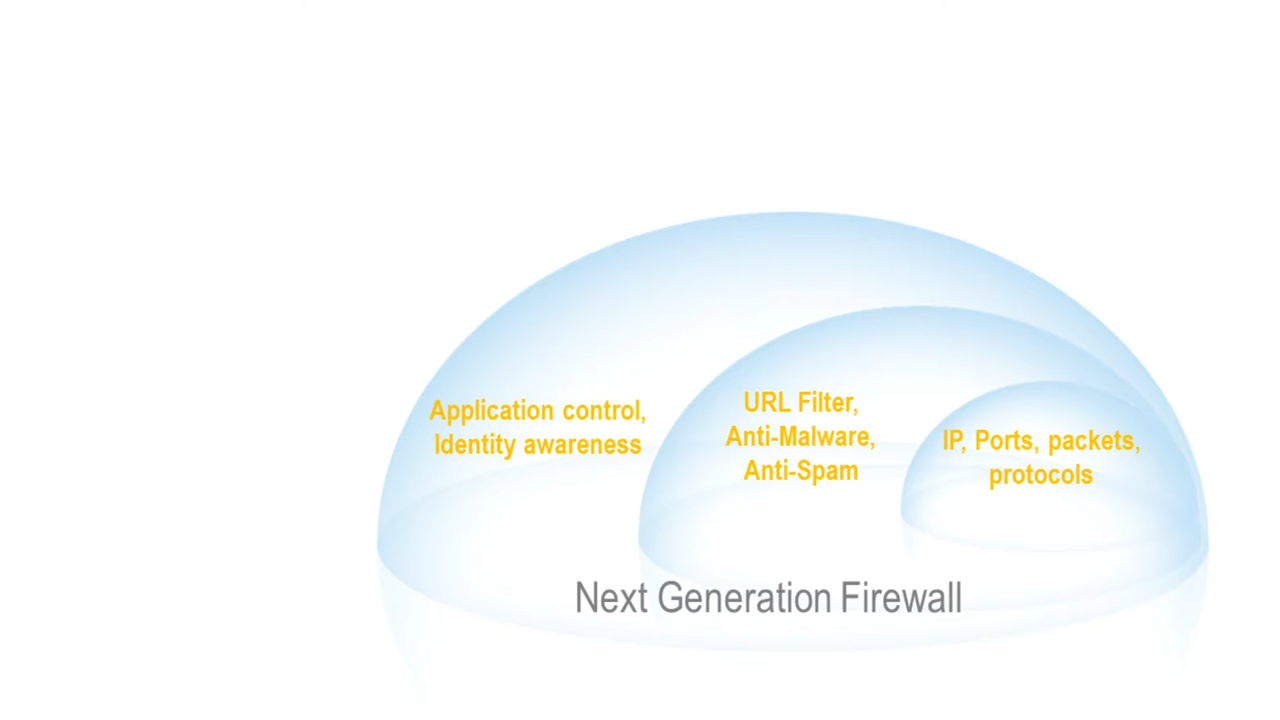 Application control,
Identity awareness
URL Filter,
Anti-Malware,
Anti-Spam
IP, Ports, packets,
protocols
Next Generation Firewall